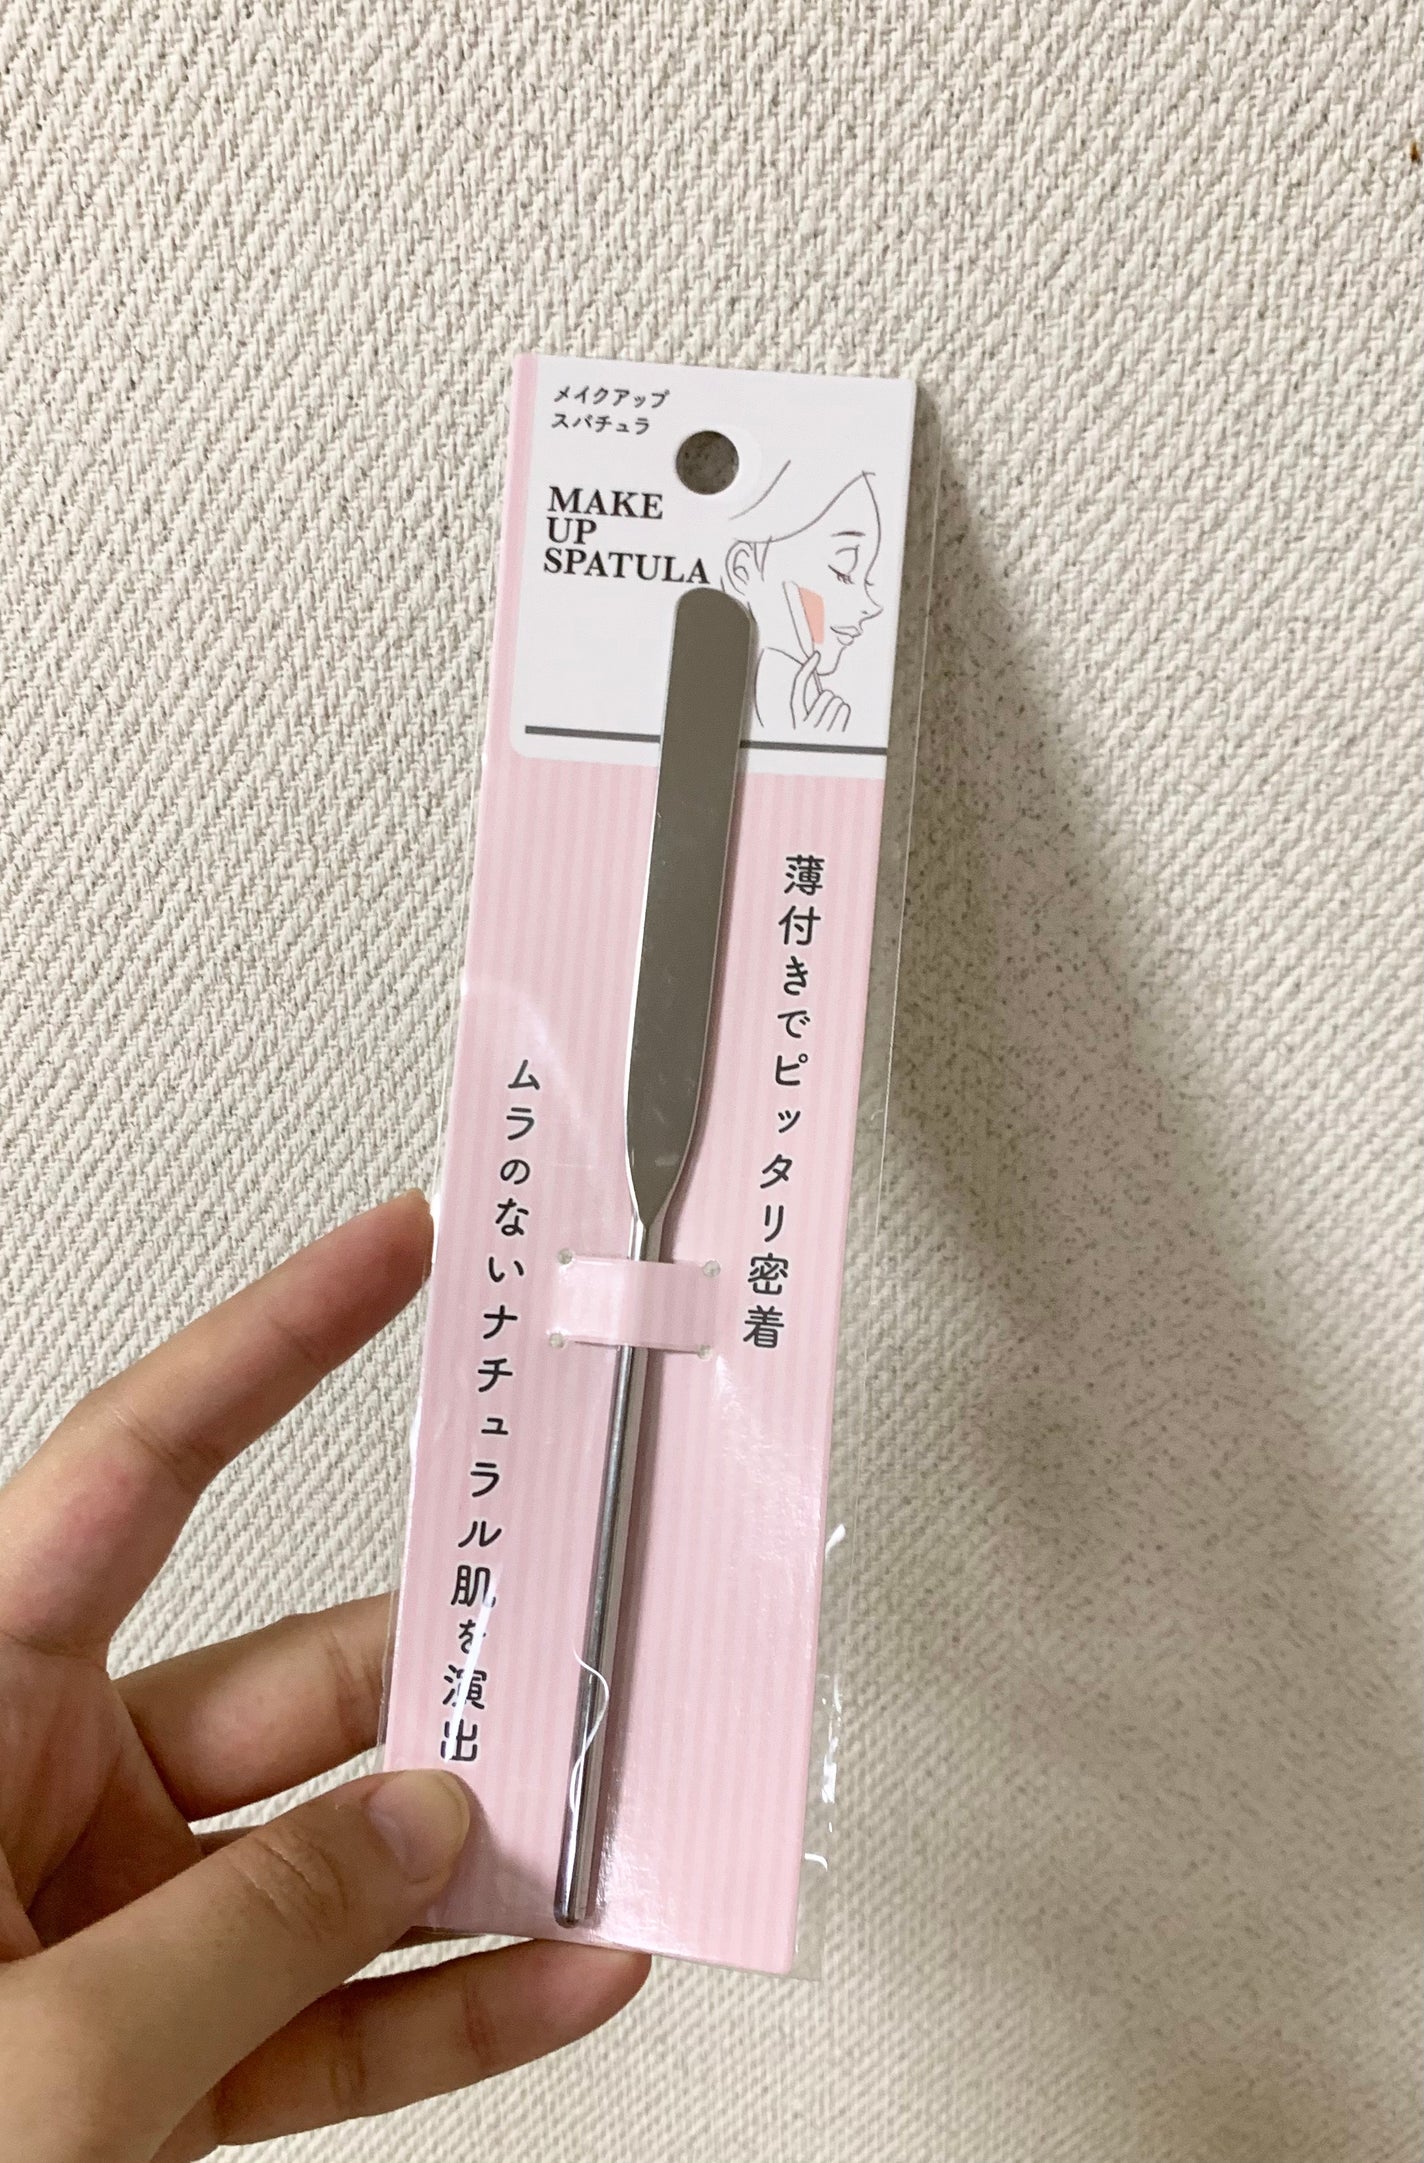 メイクアップ
スパチュラ
MAKE
UP
SPATULA
薄付きでピッタリ密着
ムラのないナチュラル肌を演出